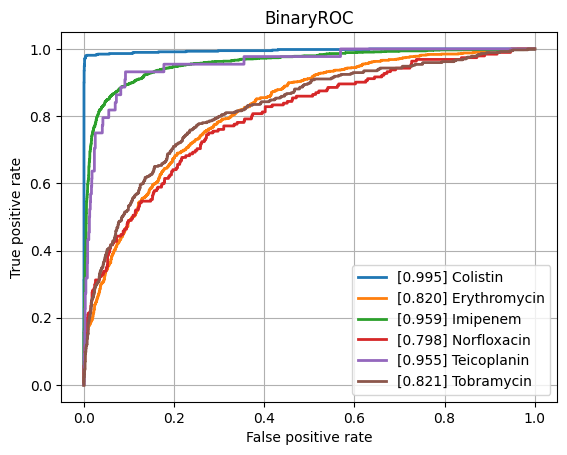 BinaryROC
True positive rate
1.0
0.8
0.6
0.4
0.2
0.0
[0.995] Colistin
[0.820] Erythromycin
[0.959] Imipenem
[0.798] Norfloxacin
[0.955] Teicoplanin
[0.821] Tobramycin
0.0 0.2 0.4 0.6 0.8 1.0
False positive rate